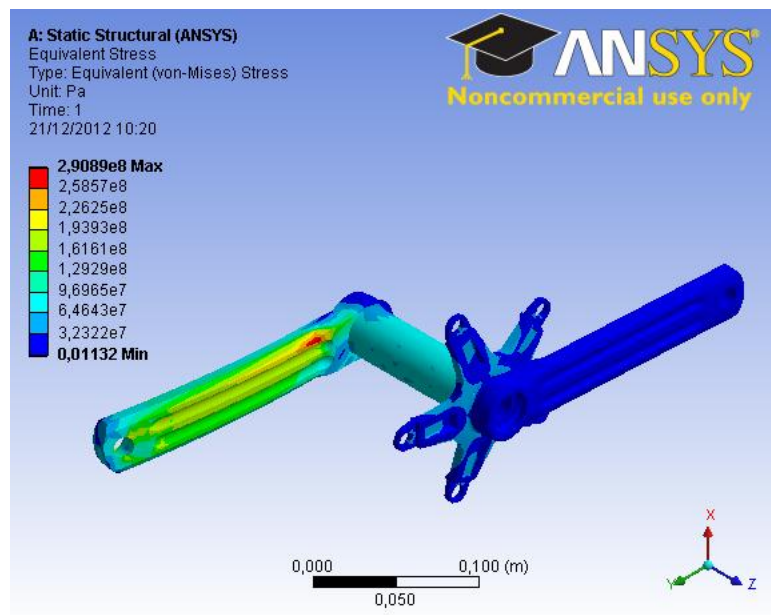 A: Static Structural (ANSYS)
Equivalent Stress
Type: Equivalent (von-Mises) Stress
Unit: Pa
Time: 1
21/12/2012 10:20
ANSYS®
Noncommercial use only
2,9089e8 Max
2,5857e8
2,2625e8
1,9393e8
1,6161e8
1,2929e8
9,6965e7
6,4643e7
3,2322e7
0,01132 Min
0,000 0,100 (m)
0,050
X
Y Z